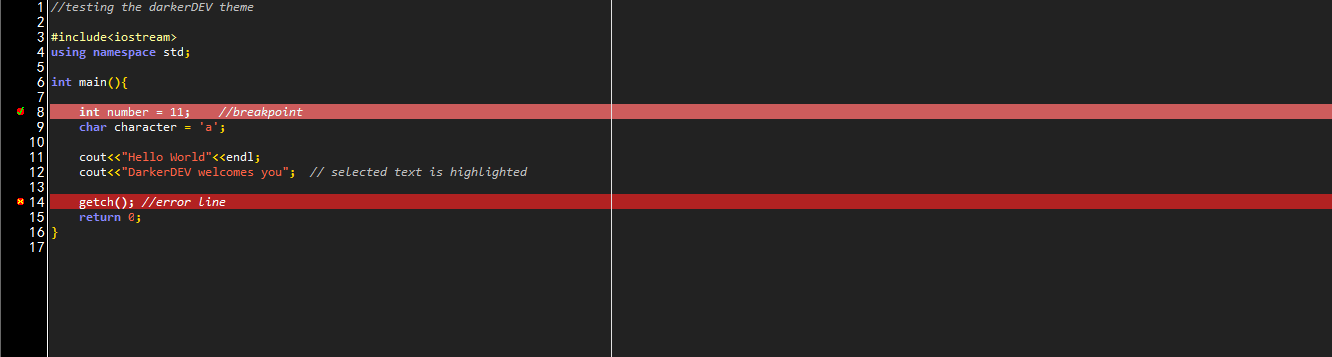 1 //testing the darkerDEV theme
2
3 #include<iostream>
4 using namespace std;
5
6 int main(){
7
8     int number = 11;    //breakpoint
9     char character = 'a';
10
11     cout<<"Hello World"<<endl;
12     cout<<"DarkerDEV welcomes you";  // selected text is highlighted
13
14     getch(); //error line
15     return 0;
16 }
17